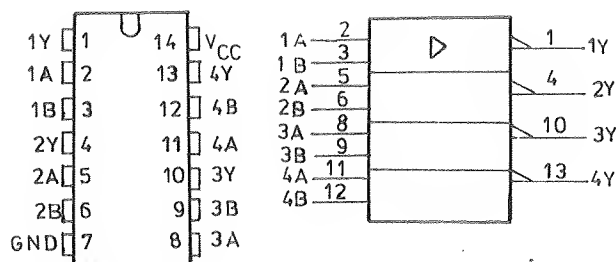 1Y 1 14 VCC
1A 2 13 4Y
1B 3 12 4B
2Y 4 11 4A
2A 5 10 3Y
2B 6 9 3B
GND 7 8 3A
1A 2
1B 3
2A 5
2B 6
3A 8
3B 9
4A 11
4B 12
1 1Y
4 2Y
10 3Y
13 4Y